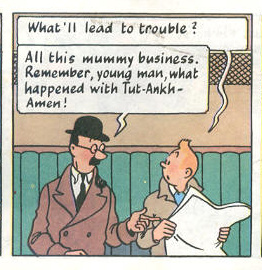 What'll lead to trouble?
All this mummy business.
Remember, young man, what
happened with Tut-Ankh-
Amen!